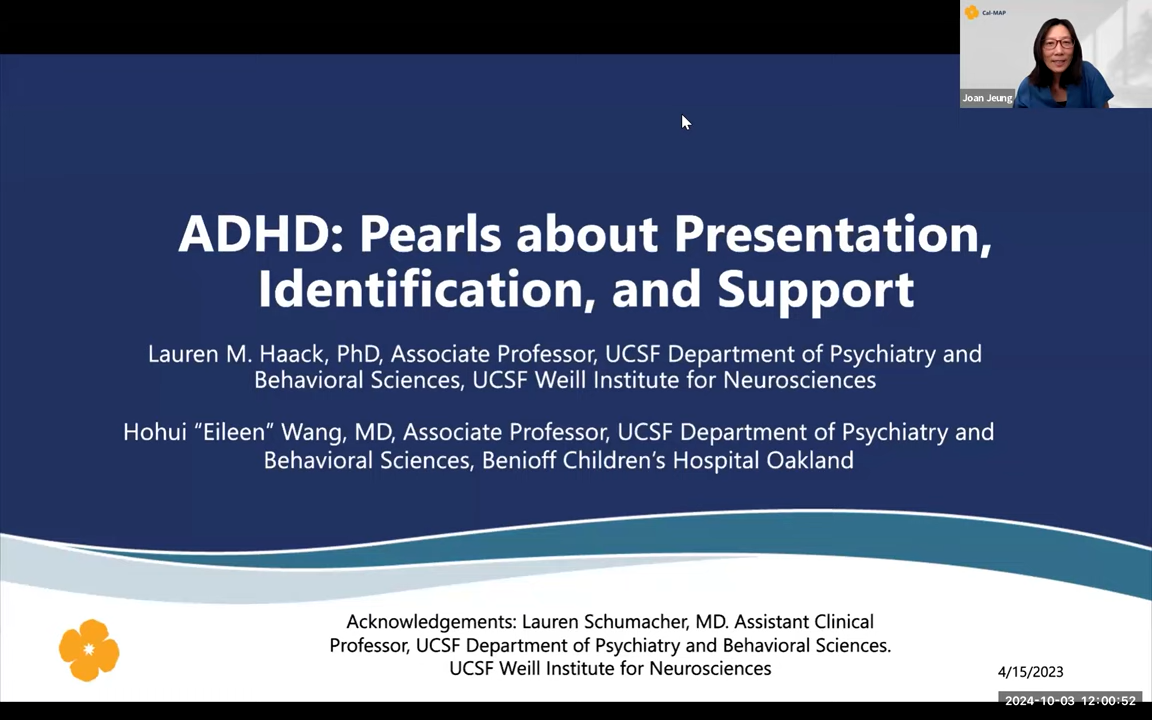 Cal-MAP
Joan Jeung
ADHD: Pearls about Presentation,
Identification, and Support
Lauren M. Haack, PhD, Associate Professor, UCSF Department of Psychiatry and
Behavioral Sciences, UCSF Weill Institute for Neurosciences
Hohui “Eileen” Wang, MD, Associate Professor, UCSF Department of Psychiatry and
Behavioral Sciences, Benioff Children’s Hospital Oakland
Acknowledgements: Lauren Schumacher, MD. Assistant Clinical
Professor, UCSF Department of Psychiatry and Behavioral Sciences.
UCSF Weill Institute for Neurosciences
4/15/2023
2024-10-03 12:00:52